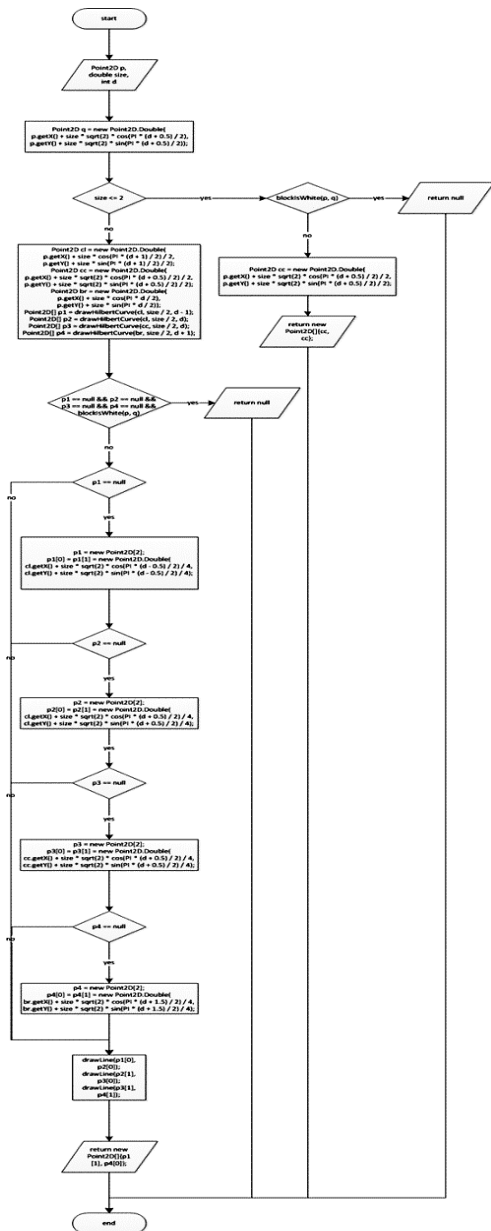 start
Point2D p,
double size,
int d
Point2D q = new Point2D.Double(
p.getX() + size * sqrt(2) * cos(PI * (d + 0.5) / 2),
p.getY() + size * sqrt(2) * sin(PI * (d + 0.5) / 2));
size <= 2
yes
blockIsWhite(p, q)
yes
return null
no
no
Point2D cl = new Point2D.Double(
p.getX() + size * cos(PI * (d + 1) / 2) / 2,
p.getY() + size * sin(PI * (d + 1) / 2) / 2);
Point2D cc = new Point2D.Double(
p.getX() + size * sqrt(2) * cos(PI * (d + 0.5) / 2) / 2,
p.getY() + size * sqrt(2) * sin(PI * (d + 0.5) / 2) / 2);
Point2D br = new Point2D.Double(
p.getX() + size * cos(PI * d / 2),
p.getY() + size * sin(PI * d / 2));
Point2D[] p1 = drawHilbertCurve(cl, size / 2, d - 1);
Point2D[] p2 = drawHilbertCurve(cl, size / 2, d);
Point2D[] p3 = drawHilbertCurve(cc, size / 2, d);
Point2D[] p4 = drawHilbertCurve(br, size / 2, d + 1);
Point2D cc = new Point2D.Double(
p.getX() + size * sqrt(2) * cos(PI * (d + 0.5) / 2) / 2,
p.getY() + size * sqrt(2) * sin(PI * (d + 0.5) / 2) / 2);
return new
Point2D[]{cc,
cc};
p1 == null && p2 == null &&
p3 == null && p4 == null &&
blockIsWhite(p, q)
yes
return null
no
p1 == null
no
yes
p1 = new Point2D[2];
p1[0] = p1[1] = new Point2D.Double(
cl.getX() + size * sqrt(2) * cos(PI * (d - 0.5) / 2) / 4,
cl.getY() + size * sqrt(2) * sin(PI * (d - 0.5) / 2) / 4);
p2 == null
no
yes
p2 = new Point2D[2];
p2[0] = p2[1] = new Point2D.Double(
cl.getX() + size * sqrt(2) * cos(PI * (d + 0.5) / 2) / 4,
cl.getY() + size * sqrt(2) * sin(PI * (d + 0.5) / 2) / 4);
yes
p3 == null
no
yes
p3 = new Point2D[2];
p3[0] = p3[1] = new Point2D.Double(
cc.getX() + size * sqrt(2) * cos(PI * (d + 0.5) / 2) / 4,
cc.getY() + size * sqrt(2) * sin(PI * (d + 0.5) / 2) / 4);
p4 == null
no
yes
p4 = new Point2D[2];
p4[0] = p4[1] = new Point2D.Double(
br.getX() + size * sqrt(2) * cos(PI * (d + 1.5) / 2) / 4,
br.getY() + size * sqrt(2) * sin(PI * (d + 1.5) / 2) / 4);
drawLine(p1[0],
p2[0]);
drawLine(p2[1],
p3[0]);
drawLine(p3[1],
p4[1]);
return new
Point2D[]{p1
[1], p4[0]};
end